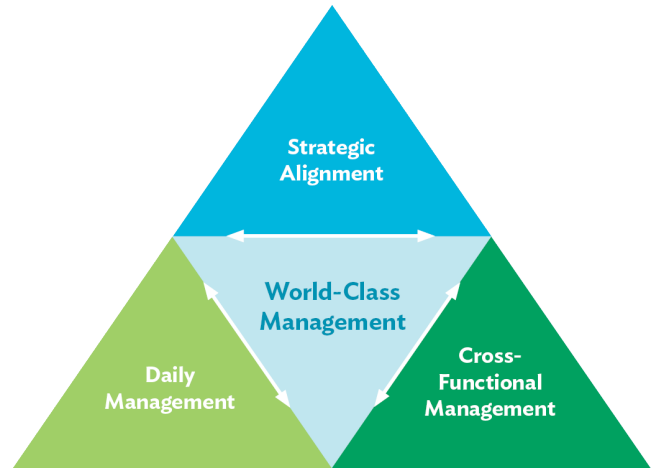 Strategic
Alignment
World-Class
Management
Daily
Management
Cross-
Functional
Management